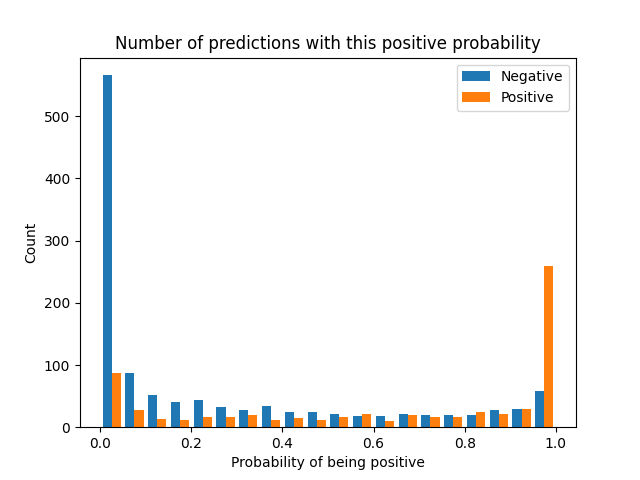 Number of predictions with this positive probability
Negative
Positive
Count
500
400
300
200
100
0
0.0 0.2 0.4 0.6 0.8 1.0
Probability of being positive